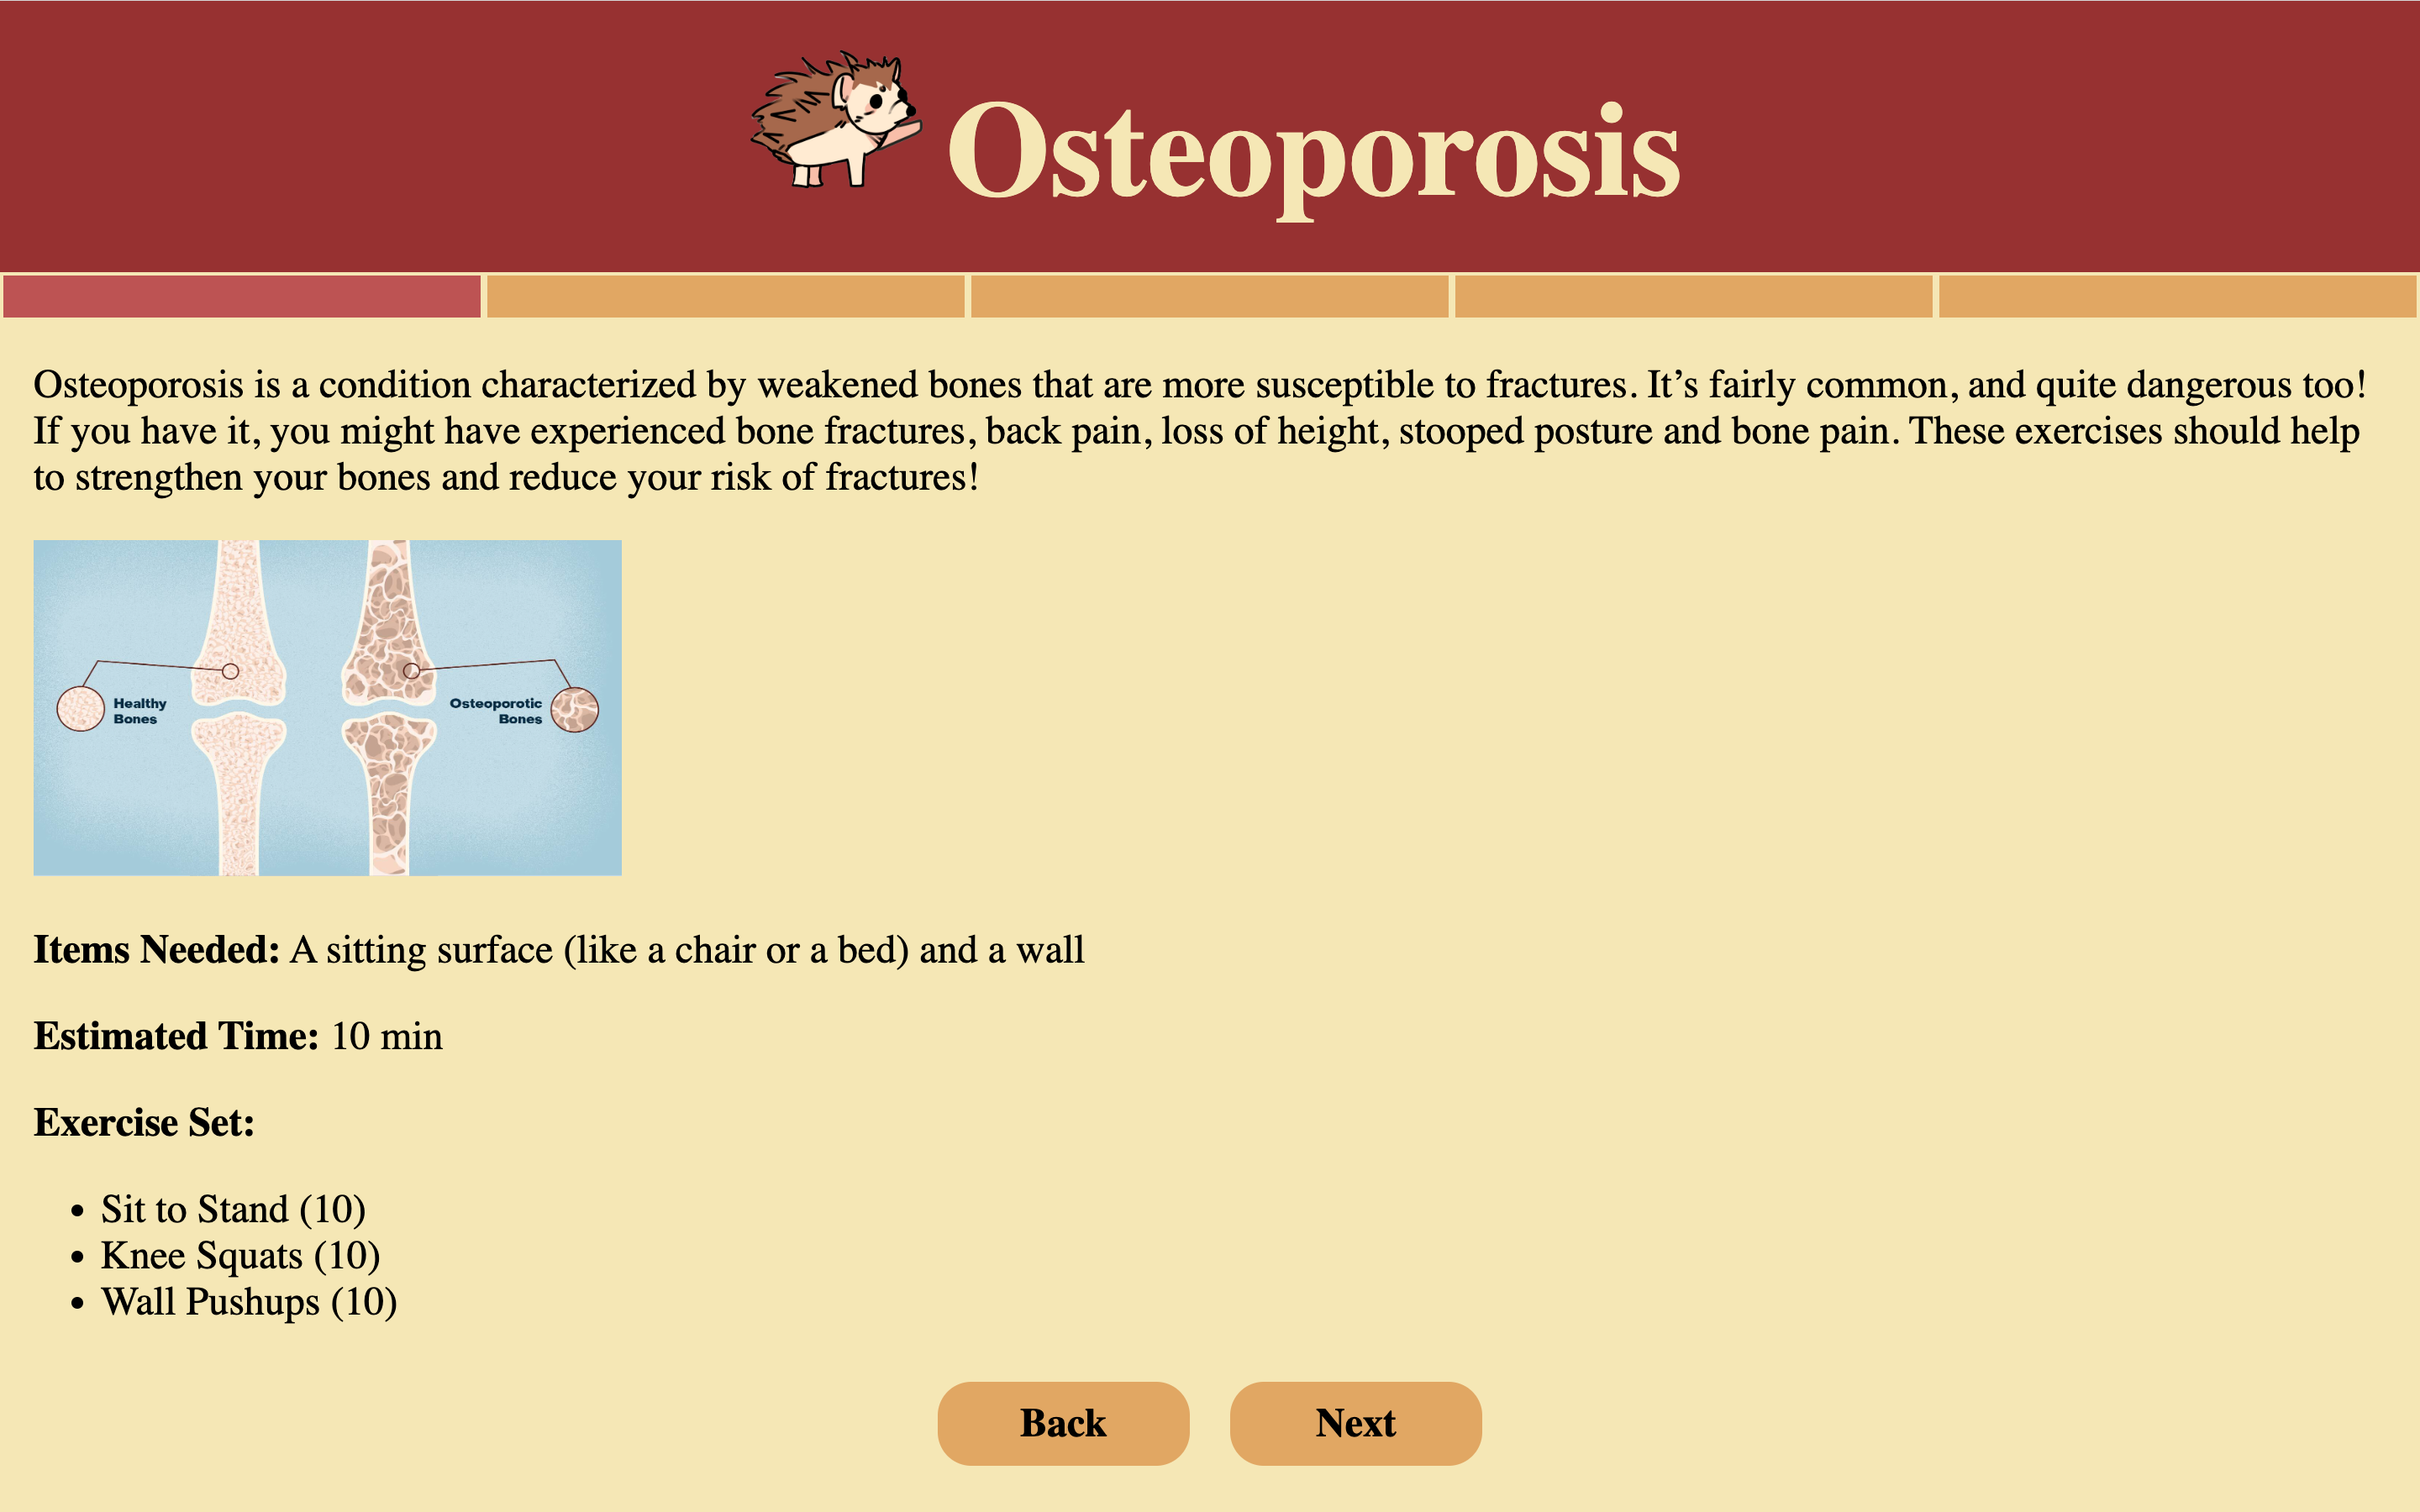 Osteoporosis
Osteoporosis is a condition characterized by weakened bones that are more susceptible to fractures. It’s fairly common, and quite dangerous too!
If you have it, you might have experienced bone fractures, back pain, loss of height, stooped posture and bone pain. These exercises should help
to strengthen your bones and reduce your risk of fractures!
Healthy
Bones
Osteoporotic
Bones
Items Needed: A sitting surface (like a chair or a bed) and a wall
Estimated Time: 10 min
Exercise Set:
• Sit to Stand (10)
• Knee Squats (10)
• Wall Pushups (10)
Back
Next